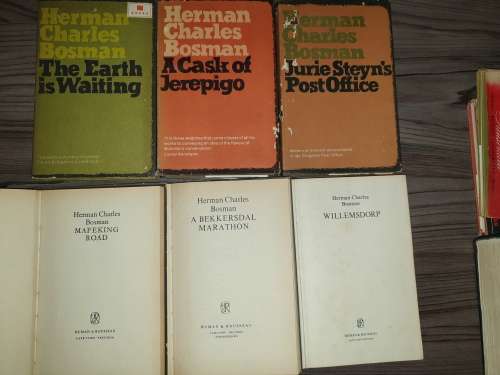 Herman
Charles
Bosman
The Earth
is Waiting
Herman
Charles
Bosman
A Cask of
Jerepigo
Herman
Charles
Bosman
Jurie Steyn's
Post Office
Herman Charles
Bosman
MAFEKING
ROAD
HUMAN & ROUSSEAU
Herman Charles
Bosman
A BEKKERSDAL
MARATHON
HUMAN & ROUSSEAU
Herman Charles
Bosman
WILLEMSDORP
HUMAN & ROUSSEAU